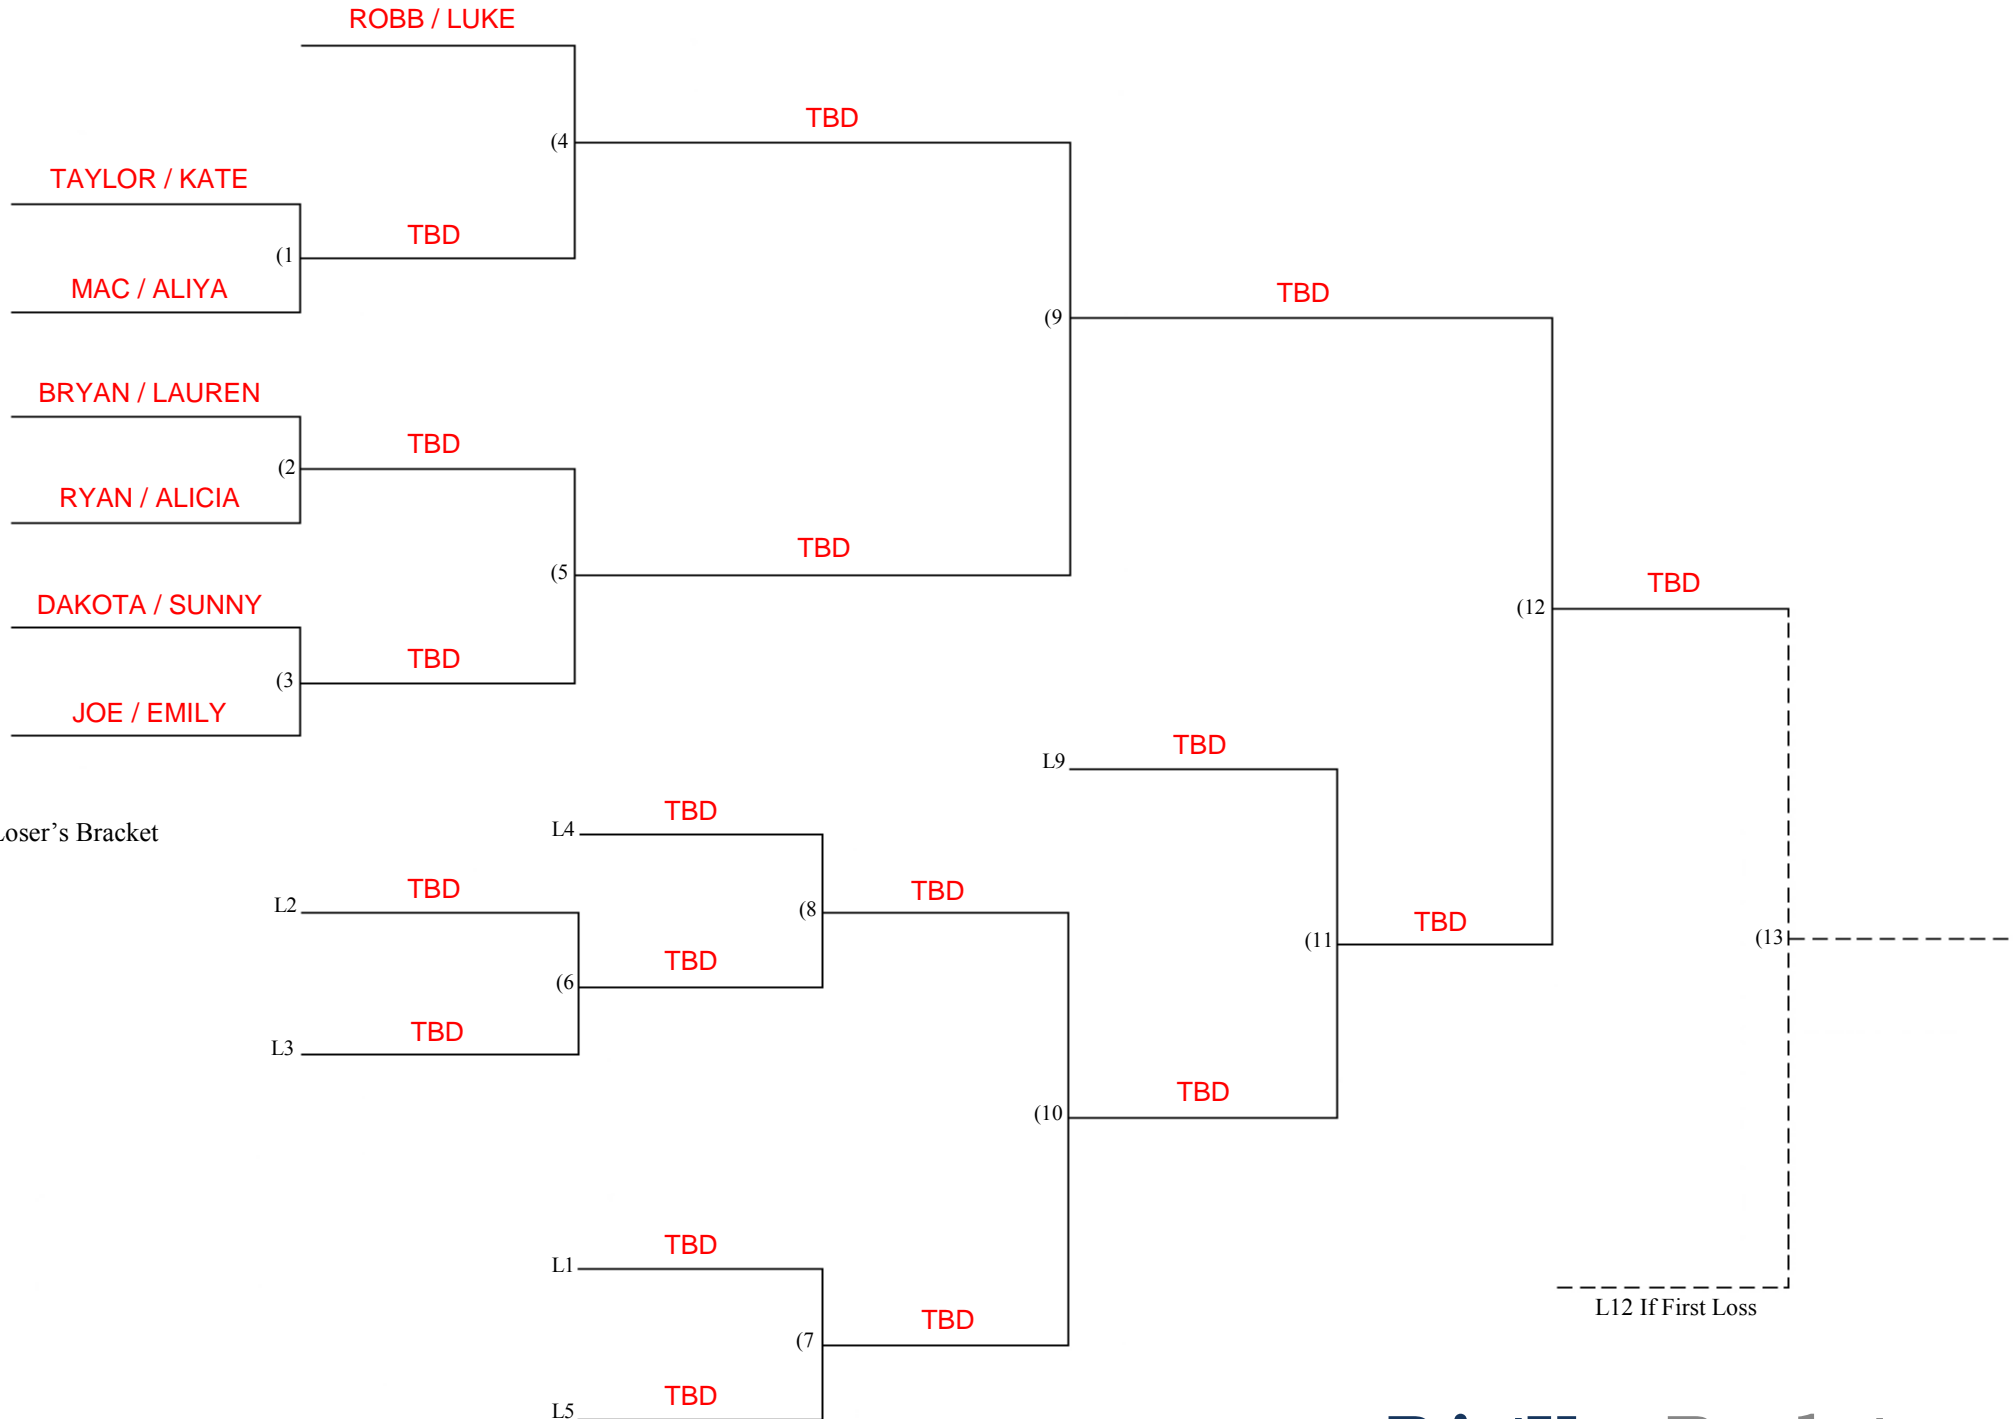 ROBB / LUKE
TBD
(4
TAYLOR / KATE
TBD
(1
MAC / ALIYA
TBD
(9
BRYAN / LAUREN
TBD
(2
RYAN / ALICIA
TBD
(5
DAKOTA / SUNNY
TBD
(12
TBD
(3
JOE / EMILY
TBD
L9
TBD
L4
Loser's Bracket
TBD
L2
TBD
(8
TBD
(11
(13
TBD
(6
TBD
L3
TBD
(10
TBD
L1
L12 If First Loss
TBD
(7
TBD
L5